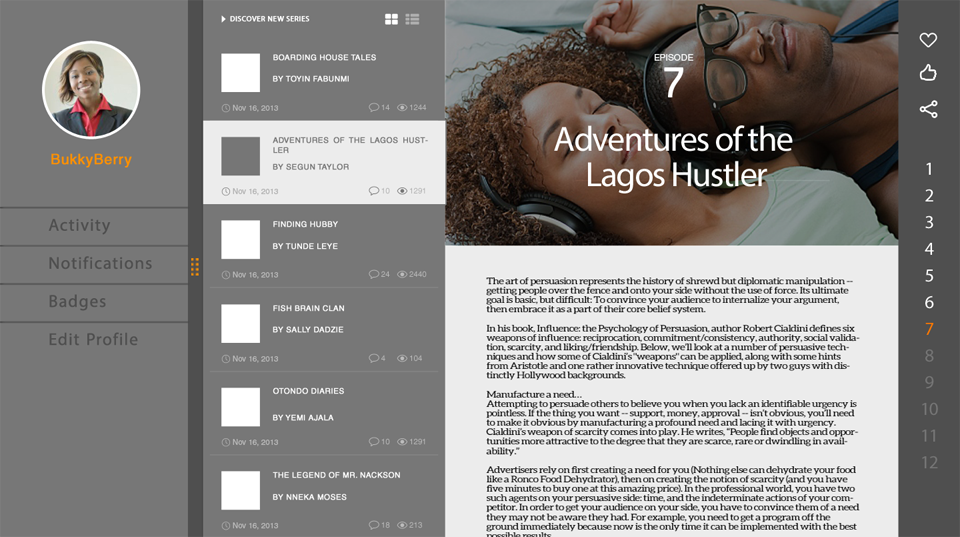 BukkyBerry
Activity
Notifications
Badges
Edit Profile
DISCOVER NEW SERIES
BOARDING HOUSE TALES
BY TOYIN FABUNMI
Nov 16, 2013 14 1244
ADVENTURES OF THE LAGOS HUST-
LER
BY SEGUN TAYLOR
Nov 16, 2013 10 1291
FINDING HUBBY
BY TUNDE LEYE
Nov 16, 2013 24 2440
FISH BRAIN CLAN
BY SALLY DADZIE
Nov 16, 2013 4 104
OTONDO DIARIES
BY YEMI AJALA
Nov 16, 2013 10 1291
THE LEGEND OF MR. NACKSON
BY NNEKA MOSES
Nov 16, 2013 18 213
EPISODE
7
Adventures of the
Lagos Hustler
The art of persuasion represents the history of shrewd but diplomatic manipulation --
getting people over the fence and onto your side without the use of force. Its ultimate
goal is basic, but difficult: To convince your audience to internalize your argument,
then embrace it as a part of their core belief system.
In his book, Influence: the Psychology of Persuasion, author Robert Cialdini defines six
weapons of influence: reciprocation, commitment/consistency, authority, social valida-
tion, scarcity, and liking/friendship. Below, we'll look at a number of persuasive tech-
niques and how some of Cialdini's "weapons" can be applied, along with some hints
from Aristotle and one rather innovative technique offered up by two guys with dis-
tinctly Hollywood backgrounds.
Manufacture a need...
Attempting to persuade others to believe you when you lack an identifiable urgency is
pointless. If the thing you want -- support, money, approval -- isn't obvious, you'll need
to make it obvious by manufacturing a profound need and lacing it with urgency.
Cialdini's weapon of scarcity comes into play. He writes, "People find objects and oppor-
tunities more attractive to the degree that they are scarce, rare or dwindling in avail-
ability."
Advertisers rely on first creating a need for you (Nothing else can dehydrate your food
like a Ronco Food Dehydrator), then on creating the notion of scarcity (and you have
five minutes to buy one at this amazing price). In the professional world, you have two
such agents on your persuasive side: time, and the indeterminate actions of your com-
petitor. In order to get your audience on your side, you have to convince them of a need
they may not be aware they had. For example, you need to get a program off the
ground immediately because now is the only time it can be implemented with the best
possible results.
1
2
3
4
5
6
7
8
9
10
11
12